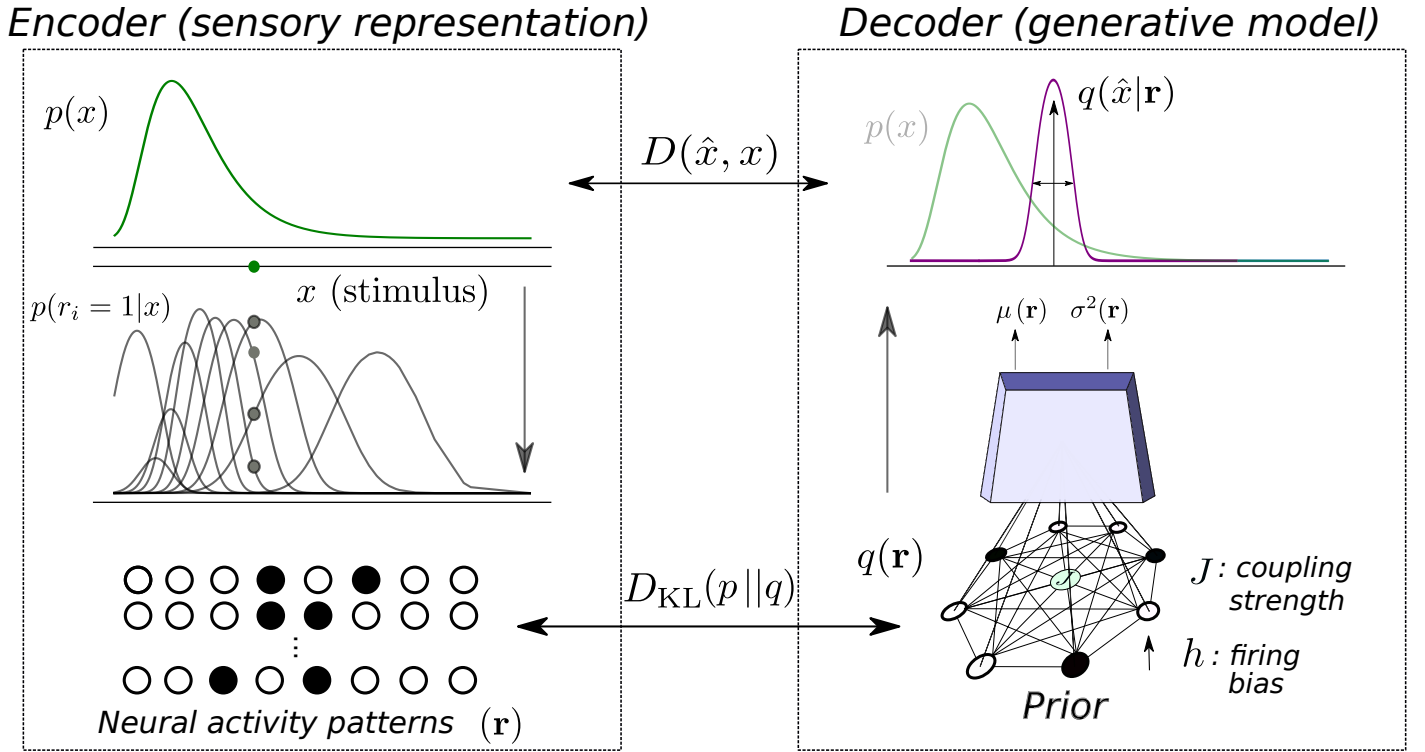 Encoder (sensory representation)
p(x)
x (stimulus)
p(r_i = 1|x)
⋮
Neural activity patterns (r)
D(x̂, x)
D_KL(p||q)
Decoder (generative model)
q(x̂|r)
p(x)
μ(r) σ²(r)
q(r)
J
J : coupling
strength
h : firing
bias
Prior